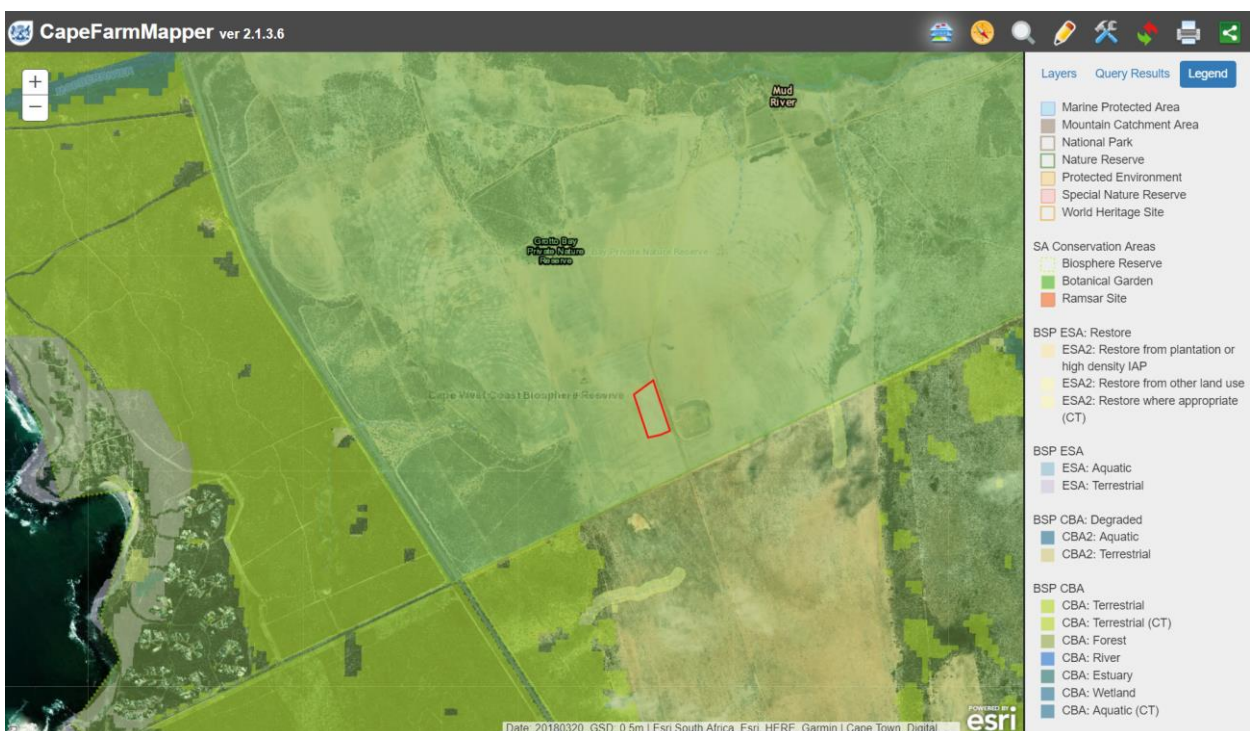 CapeFarmMapper ver 2.1.3.6
+
−
Mud
River
Grotto Bay
Private Nature
Reserve
Bay Private Nature Reserve
Cape West Coast Biosphere Reserve
Date: 20180320, GSD: 0.5m | Esri South Africa, Esri, HERE, Garmin | Cape Town, Digital
POWERED BY
esri
Layers Query Results Legend
Marine Protected Area
Mountain Catchment Area
National Park
Nature Reserve
Protected Environment
Special Nature Reserve
World Heritage Site
SA Conservation Areas
Biosphere Reserve
Botanical Garden
Ramsar Site
BSP ESA: Restore
ESA2: Restore from plantation or
high density IAP
ESA2: Restore from other land use
ESA2: Restore where appropriate
(CT)
BSP ESA
ESA: Aquatic
ESA: Terrestrial
BSP CBA: Degraded
CBA2: Aquatic
CBA2: Terrestrial
BSP CBA
CBA: Terrestrial
CBA: Terrestrial (CT)
CBA: Forest
CBA: River
CBA: Estuary
CBA: Wetland
CBA: Aquatic (CT)